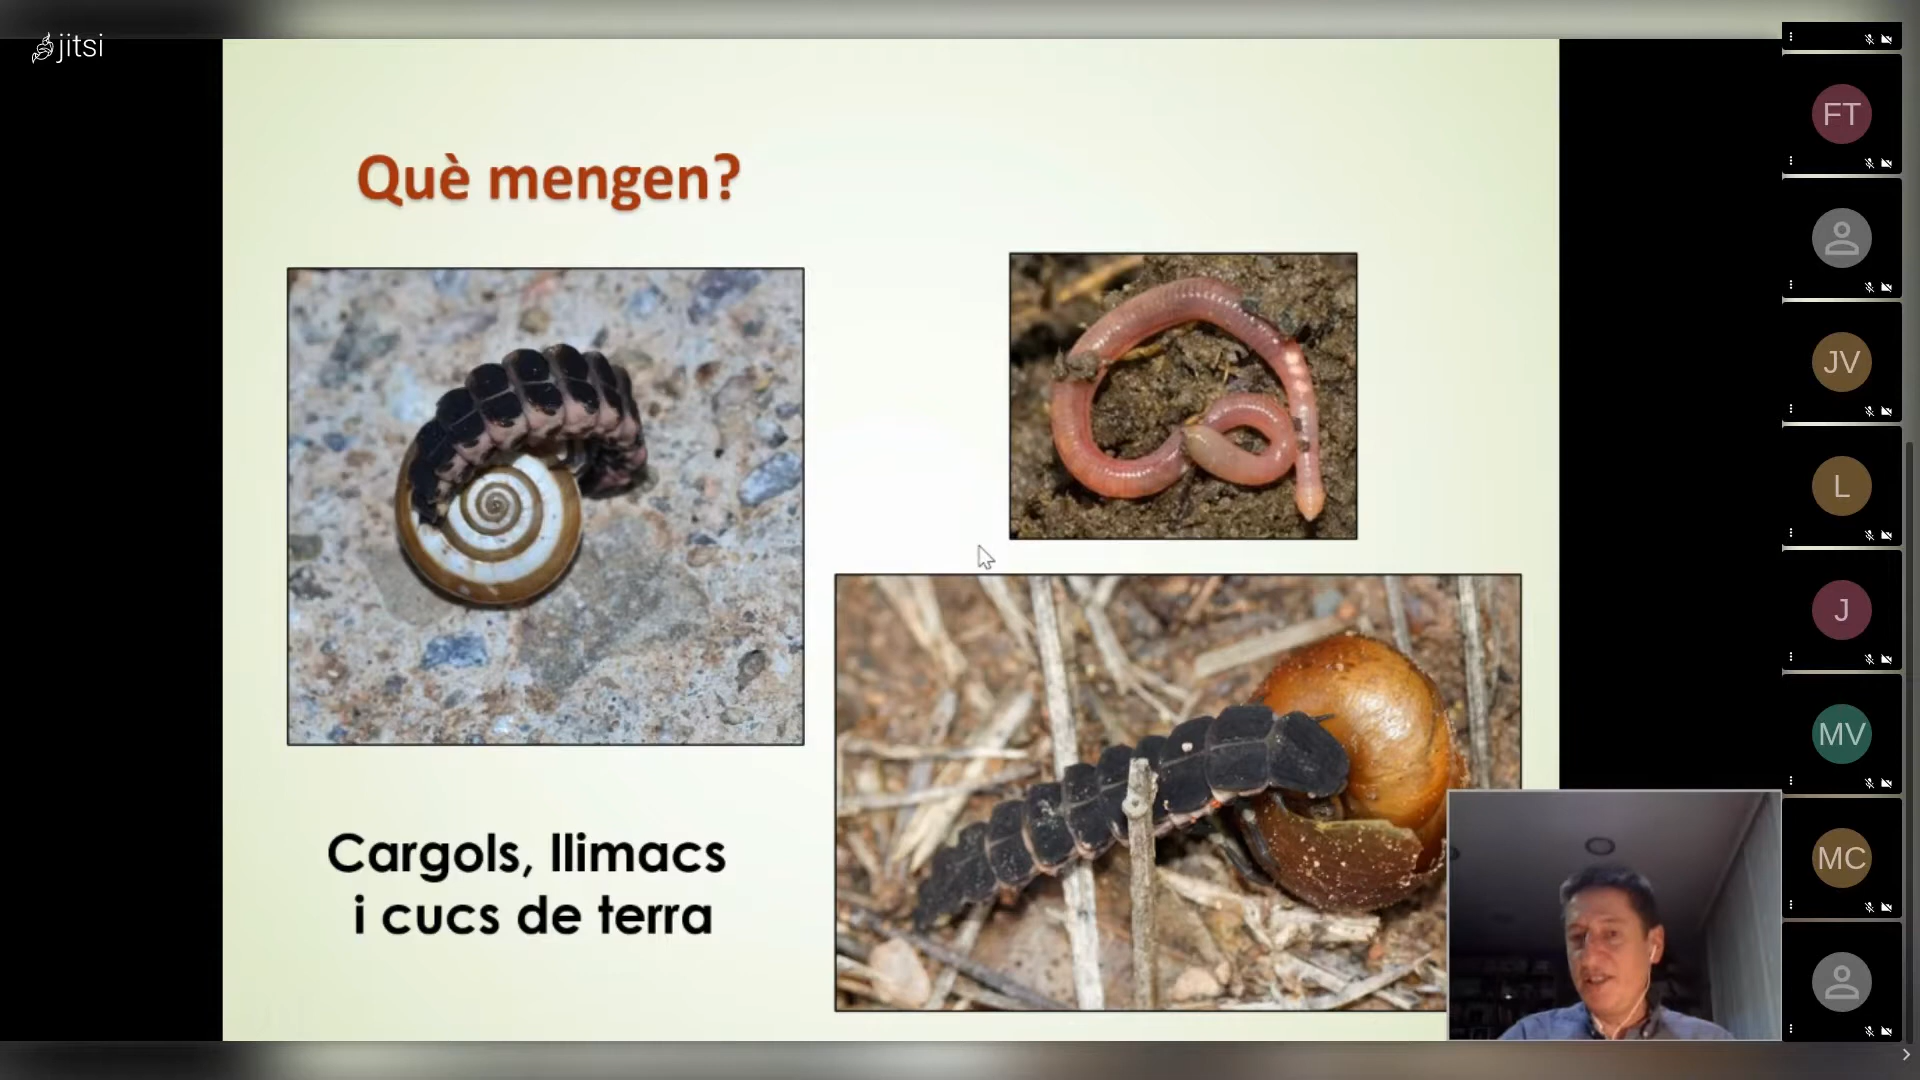 jitsi
Què mengen?
Cargols, llimacs
i cucs de terra
FT
JV
L
J
MV
MC